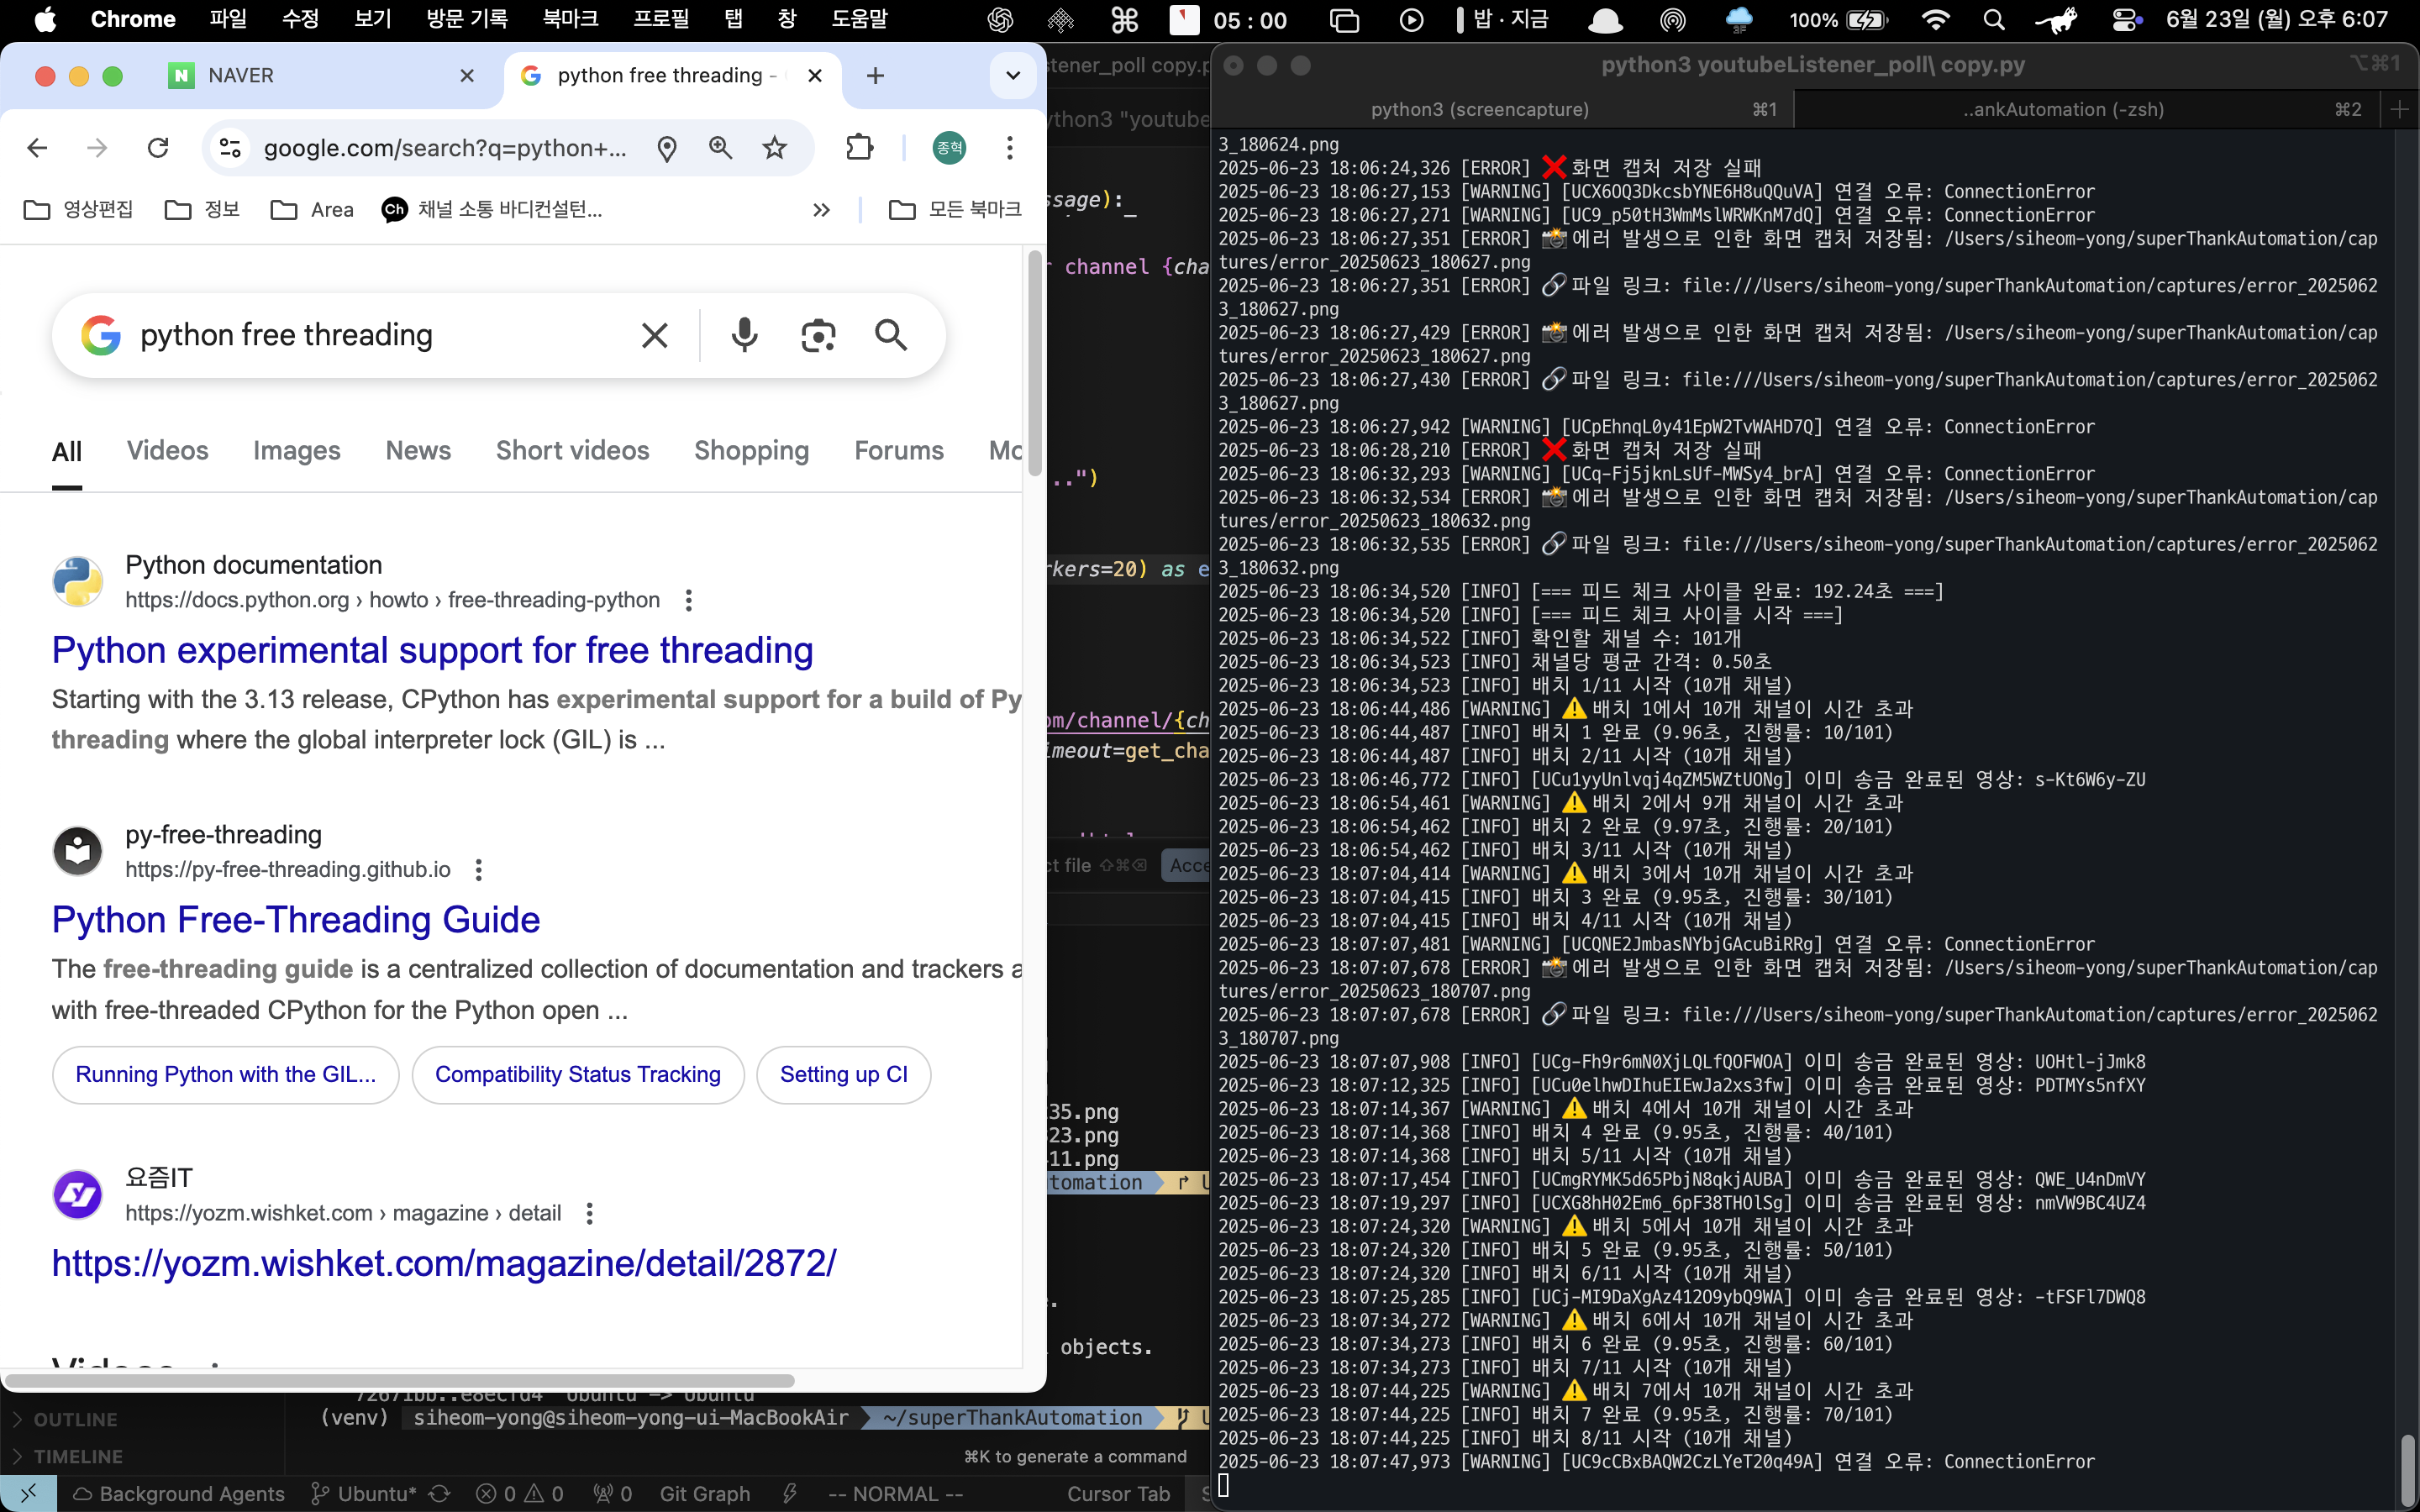 Chrome 파일 수정 보기 방문 기록 북마크 프로필 탭 창 도움말 05 : 00 밥 · 지금 100% 6월 23일 (월) 오후 6:07
NAVER
python free threading -
google.com/search?q=python+...
종혁
영상편집 정보 Area 채널 소통 바디컨설턴... » 모든 북마크
python free threading
All Videos Images News Short videos Shopping Forums Mo
Python documentation
https://docs.python.org › howto › free-threading-python
Python experimental support for free threading
Starting with the 3.13 release, CPython has experimental support for a build of Py
threading where the global interpreter lock (GIL) is ...
py-free-threading
https://py-free-threading.github.io
Python Free-Threading Guide
The free-threading guide is a centralized collection of documentation and trackers a
with free-threaded CPython for the Python open ...
Running Python with the GIL... Compatibility Status Tracking Setting up CI
요즘IT
https://yozm.wishket.com › magazine › detail
https://yozm.wishket.com/magazine/detail/2872/
Videos
stener_poll copy.p
ython3 "youtube
ssage):
r channel {cha
..")
rkers=20) as e
om/channel/{ch
imeout=get_cha
ct file ⇧⌘⌫ Acce
35.png
23.png
11.png
tomation
objects.
72671bb..e8ecfd4 Ubuntu -> Ubuntu
(venv) siheom-yong@siheom-yong-ui-MacBookAir ~/superThankAutomation
⌘K to generate a command
OUTLINE
TIMELINE
Background Agents Ubuntu* 0 0 0 Git Graph -- NORMAL -- Cursor Tab
python3 youtubeListener_poll\ copy.py ⌥⌘1
python3 (screencapture) ⌘1 ..ankAutomation (-zsh) ⌘2
3_180624.png
2025-06-23 18:06:24,326 [ERROR] ❌ 화면 캡처 저장 실패
2025-06-23 18:06:27,153 [WARNING] [UCX6OQ3DkcsbYNE6H8uQQuVA] 연결 오류: ConnectionError
2025-06-23 18:06:27,271 [WARNING] [UC9_p50tH3WmMslWRWKnM7dQ] 연결 오류: ConnectionError
2025-06-23 18:06:27,351 [ERROR] 📸 에러 발생으로 인한 화면 캡처 저장됨: /Users/siheom-yong/superThankAutomation/cap
tures/error_20250623_180627.png
2025-06-23 18:06:27,351 [ERROR] 🔗 파일 링크: file:///Users/siheom-yong/superThankAutomation/captures/error_2025062
3_180627.png
2025-06-23 18:06:27,429 [ERROR] 📸 에러 발생으로 인한 화면 캡처 저장됨: /Users/siheom-yong/superThankAutomation/cap
tures/error_20250623_180627.png
2025-06-23 18:06:27,430 [ERROR] 🔗 파일 링크: file:///Users/siheom-yong/superThankAutomation/captures/error_2025062
3_180627.png
2025-06-23 18:06:27,942 [WARNING] [UCpEhnqL0y41EpW2TvWAHD7Q] 연결 오류: ConnectionError
2025-06-23 18:06:28,210 [ERROR] ❌ 화면 캡처 저장 실패
2025-06-23 18:06:32,293 [WARNING] [UCq-Fj5jknLsUf-MWSy4_brA] 연결 오류: ConnectionError
2025-06-23 18:06:32,534 [ERROR] 📸 에러 발생으로 인한 화면 캡처 저장됨: /Users/siheom-yong/superThankAutomation/cap
tures/error_20250623_180632.png
2025-06-23 18:06:32,535 [ERROR] 🔗 파일 링크: file:///Users/siheom-yong/superThankAutomation/captures/error_2025062
3_180632.png
2025-06-23 18:06:34,520 [INFO] [=== 피드 체크 사이클 완료: 192.24초 ===]
2025-06-23 18:06:34,520 [INFO] [=== 피드 체크 사이클 시작 ===]
2025-06-23 18:06:34,522 [INFO] 확인할 채널 수: 101개
2025-06-23 18:06:34,523 [INFO] 채널당 평균 간격: 0.50초
2025-06-23 18:06:34,523 [INFO] 배치 1/11 시작 (10개 채널)
2025-06-23 18:06:44,486 [WARNING] ⚠️ 배치 1에서 10개 채널이 시간 초과
2025-06-23 18:06:44,487 [INFO] 배치 1 완료 (9.96초, 진행률: 10/101)
2025-06-23 18:06:44,487 [INFO] 배치 2/11 시작 (10개 채널)
2025-06-23 18:06:46,772 [INFO] [UCu1yyUnlvqj4qZM5WZtUONg] 이미 송금 완료된 영상: s-Kt6W6y-ZU
2025-06-23 18:06:54,461 [WARNING] ⚠️ 배치 2에서 9개 채널이 시간 초과
2025-06-23 18:06:54,462 [INFO] 배치 2 완료 (9.97초, 진행률: 20/101)
2025-06-23 18:06:54,462 [INFO] 배치 3/11 시작 (10개 채널)
2025-06-23 18:07:04,414 [WARNING] ⚠️ 배치 3에서 10개 채널이 시간 초과
2025-06-23 18:07:04,415 [INFO] 배치 3 완료 (9.95초, 진행률: 30/101)
2025-06-23 18:07:04,415 [INFO] 배치 4/11 시작 (10개 채널)
2025-06-23 18:07:07,481 [WARNING] [UCQNE2JmbasNYbjGAcuBiRRg] 연결 오류: ConnectionError
2025-06-23 18:07:07,678 [ERROR] 📸 에러 발생으로 인한 화면 캡처 저장됨: /Users/siheom-yong/superThankAutomation/cap
tures/error_20250623_180707.png
2025-06-23 18:07:07,678 [ERROR] 🔗 파일 링크: file:///Users/siheom-yong/superThankAutomation/captures/error_2025062
3_180707.png
2025-06-23 18:07:07,908 [INFO] [UCg-Fh9r6mN0XjLQLfQOFWOA] 이미 송금 완료된 영상: UOHtl-jJmk8
2025-06-23 18:07:12,325 [INFO] [UCu0elhwDIhuEIEwJa2xs3fw] 이미 송금 완료된 영상: PDTMYs5nfXY
2025-06-23 18:07:14,367 [WARNING] ⚠️ 배치 4에서 10개 채널이 시간 초과
2025-06-23 18:07:14,368 [INFO] 배치 4 완료 (9.95초, 진행률: 40/101)
2025-06-23 18:07:14,368 [INFO] 배치 5/11 시작 (10개 채널)
2025-06-23 18:07:17,454 [INFO] [UCmgRYMK5d65PbjN8qkjAUBA] 이미 송금 완료된 영상: QWE_U4nDmVY
2025-06-23 18:07:19,297 [INFO] [UCXG8hH02Em6_6pF38THOlSg] 이미 송금 완료된 영상: nmVW9BC4UZ4
2025-06-23 18:07:24,320 [WARNING] ⚠️ 배치 5에서 10개 채널이 시간 초과
2025-06-23 18:07:24,320 [INFO] 배치 5 완료 (9.95초, 진행률: 50/101)
2025-06-23 18:07:24,320 [INFO] 배치 6/11 시작 (10개 채널)
2025-06-23 18:07:25,285 [INFO] [UCj-MI9DaXgAz41209ybQ9WA] 이미 송금 완료된 영상: -tFSFl7DWQ8
2025-06-23 18:07:34,272 [WARNING] ⚠️ 배치 6에서 10개 채널이 시간 초과
2025-06-23 18:07:34,273 [INFO] 배치 6 완료 (9.95초, 진행률: 60/101)
2025-06-23 18:07:34,273 [INFO] 배치 7/11 시작 (10개 채널)
2025-06-23 18:07:44,225 [WARNING] ⚠️ 배치 7에서 10개 채널이 시간 초과
2025-06-23 18:07:44,225 [INFO] 배치 7 완료 (9.95초, 진행률: 70/101)
2025-06-23 18:07:44,225 [INFO] 배치 8/11 시작 (10개 채널)
2025-06-23 18:07:47,973 [WARNING] [UC9cCBxBAQW2CzLYeT20q49A] 연결 오류: ConnectionError